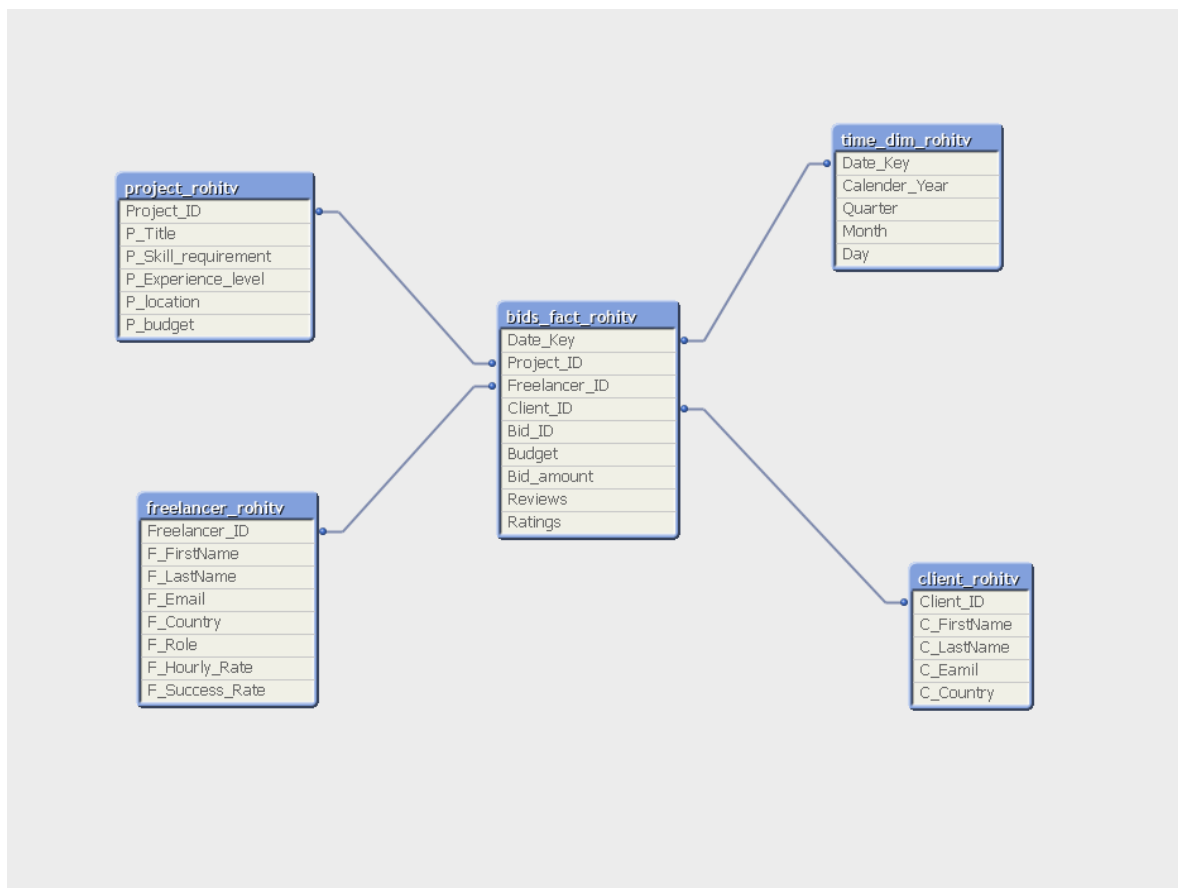 project_rohitv
Project_ID
P_Title
P_Skill_requirement
P_Experience_level
P_location
P_budget
time_dim_rohitv
Date_Key
Calender_Year
Quarter
Month
Day
bids_fact_rohitv
Date_Key
Project_ID
Freelancer_ID
Client_ID
Bid_ID
Budget
Bid_amount
Reviews
Ratings
freelancer_rohitv
Freelancer_ID
F_FirstName
F_LastName
F_Email
F_Country
F_Role
F_Hourly_Rate
F_Success_Rate
client_rohitv
Client_ID
C_FirstName
C_LastName
C_Eamil
C_Country